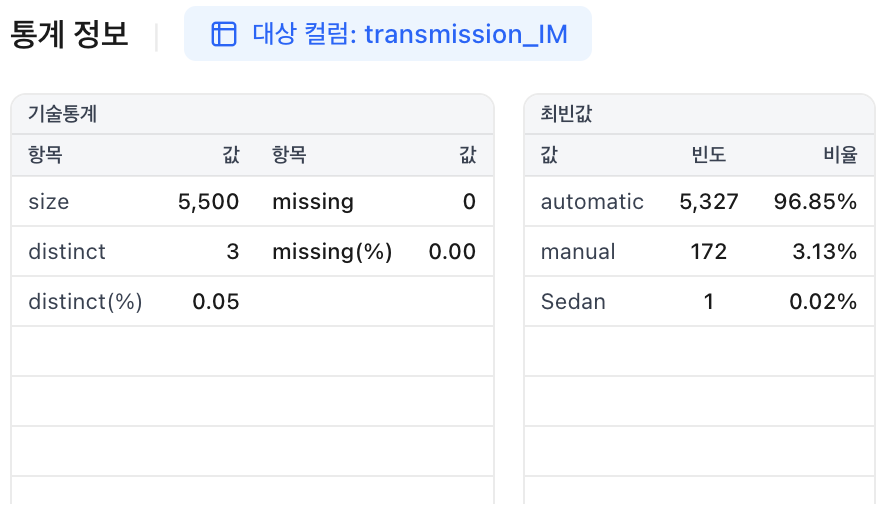 통계 정보
대상 컬럼: transmission_IM
기술통계
항목 값 항목 값
size 5,500 missing 0
distinct 3 missing(%) 0.00
distinct(%) 0.05
최빈값
값 빈도 비율
automatic 5,327 96.85%
manual 172 3.13%
Sedan 1 0.02%